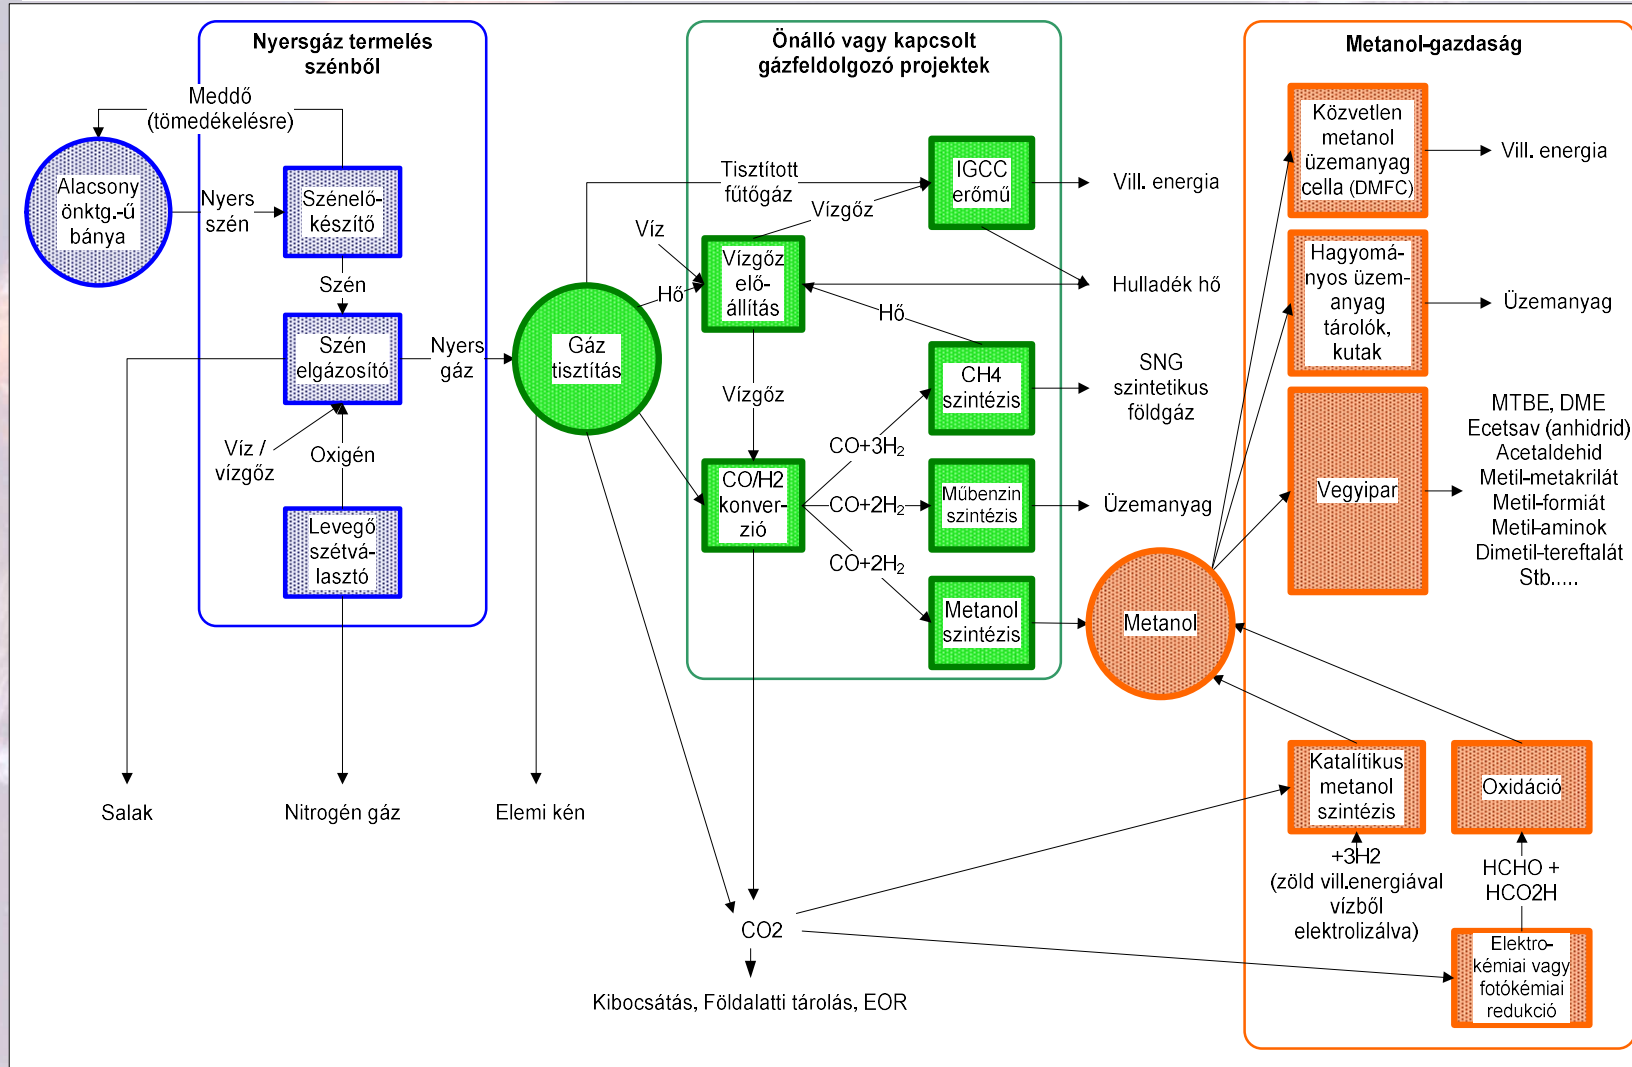 Nyersgáz termelés
szénből
Meddő
(tömedékelésre)
Alacsony
önktg.-ű
bánya
Nyers
szén
Szénelő-
készítő
Szén
Szén
elgázosító
Nyers
gáz
Víz /
vízgőz
Oxigén
Levegő
szétvá-
lasztó
Salak
Nitrogén gáz
Elemi kén
Gáz
tisztítás
Önálló vagy kapcsolt
gázfeldolgozó projektek
Tisztított
fűtőgáz
IGCC
erőmű
Vill. energia
Vízgőz
Víz
Hő
Vízgőz
elő-
állítás
Hulladék hő
Hő
Vízgőz
CH4
szintézis
SNG
szintetikus
földgáz
CO+3H₂
CO/H2
konver-
zió
CO+2H₂
Műbenzin
szintézis
Üzemanyag
CO+2H₂
Metanol
szintézis
CO2
Kibocsátás, Földalatti tárolás, EOR
Metanol-gazdaság
Közvetlen
metanol
üzemanyag
cella (DMFC)
Vill. energia
Hagyomá-
nyos üzem-
anyag
tárolók,
kutak
Üzemanyag
Vegyipar
MTBE, DME
Ecetsav (anhidrid)
Acetaldehid
Metil-metakrilát
Metil-formiát
Metil-aminok
Dimetil-tereftalát
Stb.....
Metanol
Katalítikus
metanol
szintézis
Oxidáció
+3H2
(zöld vill.energiával
vízből
elektrolizálva)
HCHO +
HCO2H
Elektro-
kémiai vagy
fotókémiai
redukció